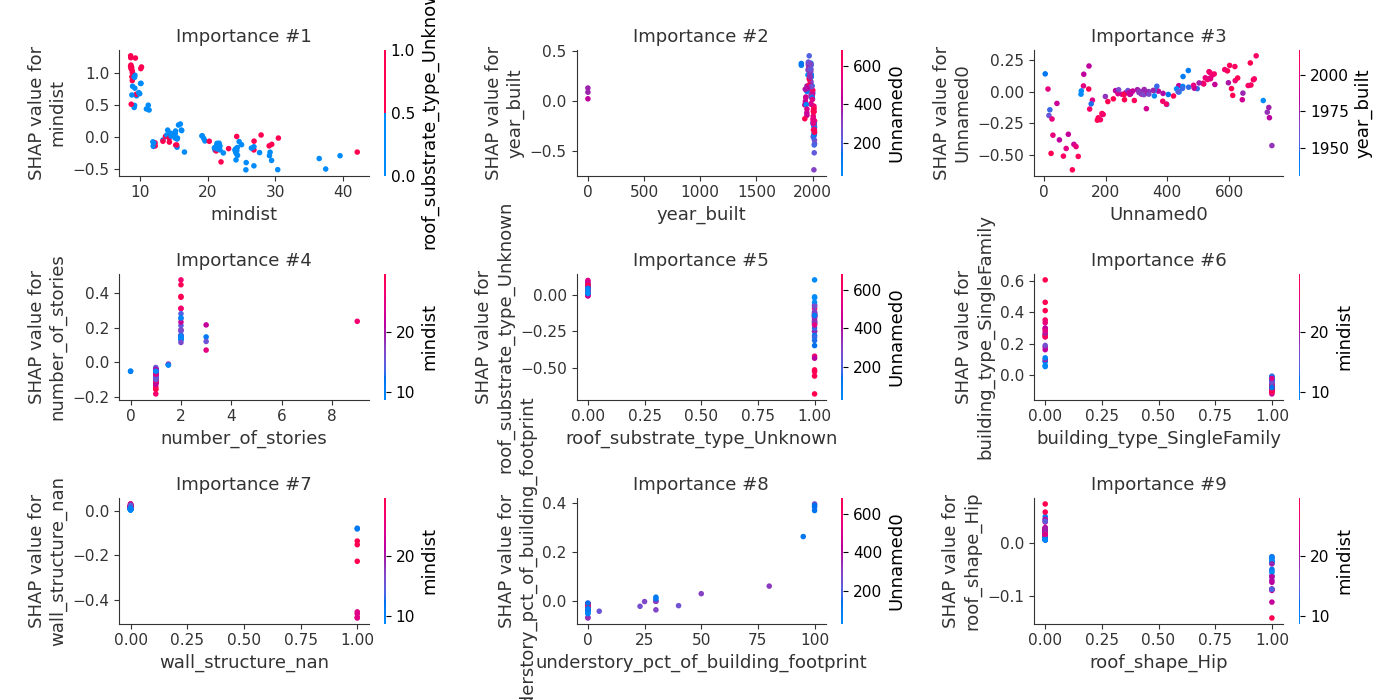 Importance #1
SHAP value for
mindist
1.0
0.5
0.0
−0.5
10
20
30
40
mindist
1.0
0.5
0.0
Importance #2
SHAP value for
year_built
0.5
0.0
−0.5
0
500
1000
1500
2000
year_built
600
400
200
Unnamed0
Importance #3
SHAP value for
Unnamed0
0.25
0.00
−0.25
−0.50
0
200
400
600
Unnamed0
2000
1975
1950
year_built
Importance #4
SHAP value for
number_of_stories
0.4
0.2
0.0
−0.2
0
2
4
6
8
number_of_stories
20
10
mindist
Importance #5
SHAP value for
roof_substrate_type_Unknown
0.00
−0.25
−0.50
0.00
0.25
0.50
0.75
1.00
roof_substrate_type_Unknown
600
400
200
Unnamed0
Importance #6
SHAP value for
building_type_SingleFamily
0.6
0.4
0.2
0.0
0.00
0.25
0.50
0.75
1.00
building_type_SingleFamily
20
10
mindist
Importance #7
SHAP value for
wall_structure_nan
0.0
−0.2
−0.4
0.00
0.25
0.50
0.75
1.00
wall_structure_nan
20
10
mindist
Importance #8
SHAP value for
0.4
0.2
0.0
0
25
50
75
100
understory_pct_of_building_footprint
600
400
200
Unnamed0
Importance #9
SHAP value for
roof_shape_Hip
0.0
−0.1
0.00
0.25
0.50
0.75
1.00
roof_shape_Hip
20
10
mindist